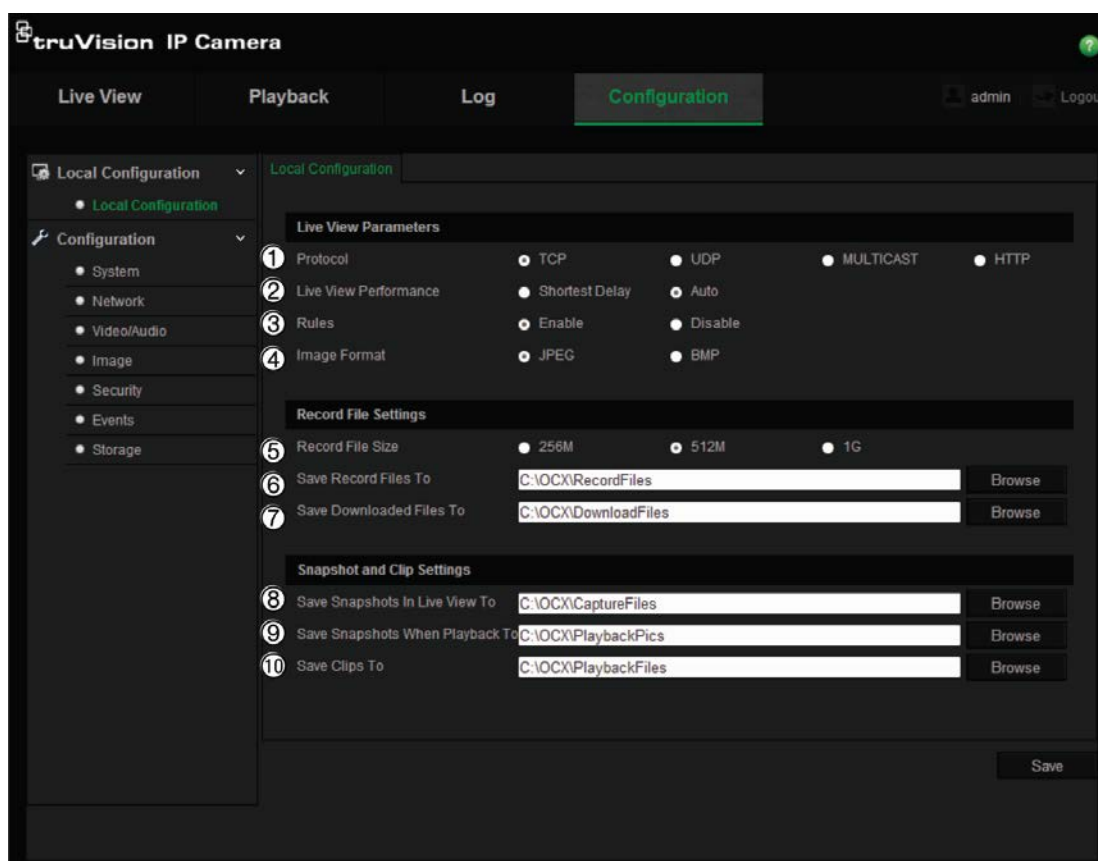 truVision IP Camera
?
Live View Playback Log Configuration admin Logou
Local Configuration
Local Configuration
Configuration
System
Network
Video/Audio
Image
Security
Events
Storage
Local Configuration
Live View Parameters
1 Protocol TCP UDP MULTICAST HTTP
2 Live View Performance Shortest Delay Auto
3 Rules Enable Disable
4 Image Format JPEG BMP
Record File Settings
5 Record File Size 256M 512M 1G
6 Save Record Files To C:\OCX\RecordFiles Browse
7 Save Downloaded Files To C:\OCX\DownloadFiles Browse
Snapshot and Clip Settings
8 Save Snapshots In Live View To C:\OCX\CaptureFiles Browse
9 Save Snapshots When Playback To C:\OCX\PlaybackPics Browse
10 Save Clips To C:\OCX\PlaybackFiles Browse
Save